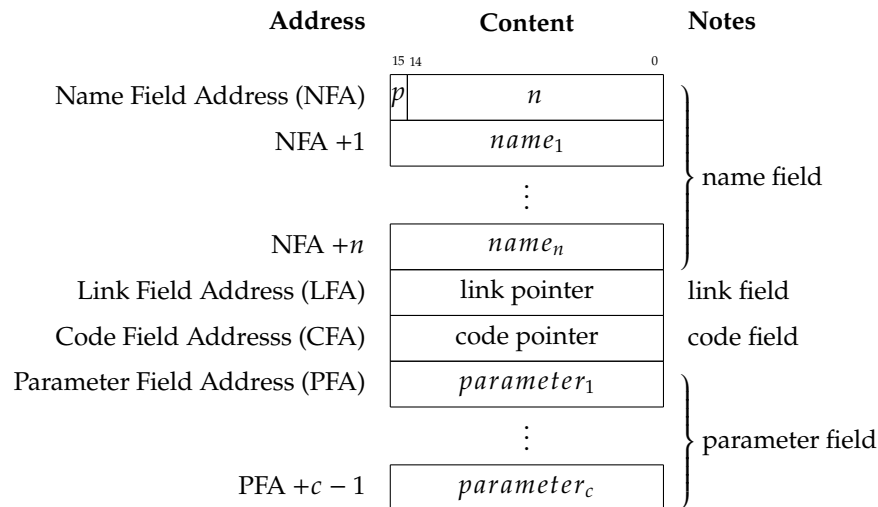 Address Content Notes
15 14 0
Name Field Address (NFA) p n
NFA +1 name₁
⋮ name field
NFA +n nameₙ
Link Field Address (LFA) link pointer link field
Code Field Addresss (CFA) code pointer code field
Parameter Field Address (PFA) parameter₁
⋮ parameter field
PFA +c − 1 parameter_c